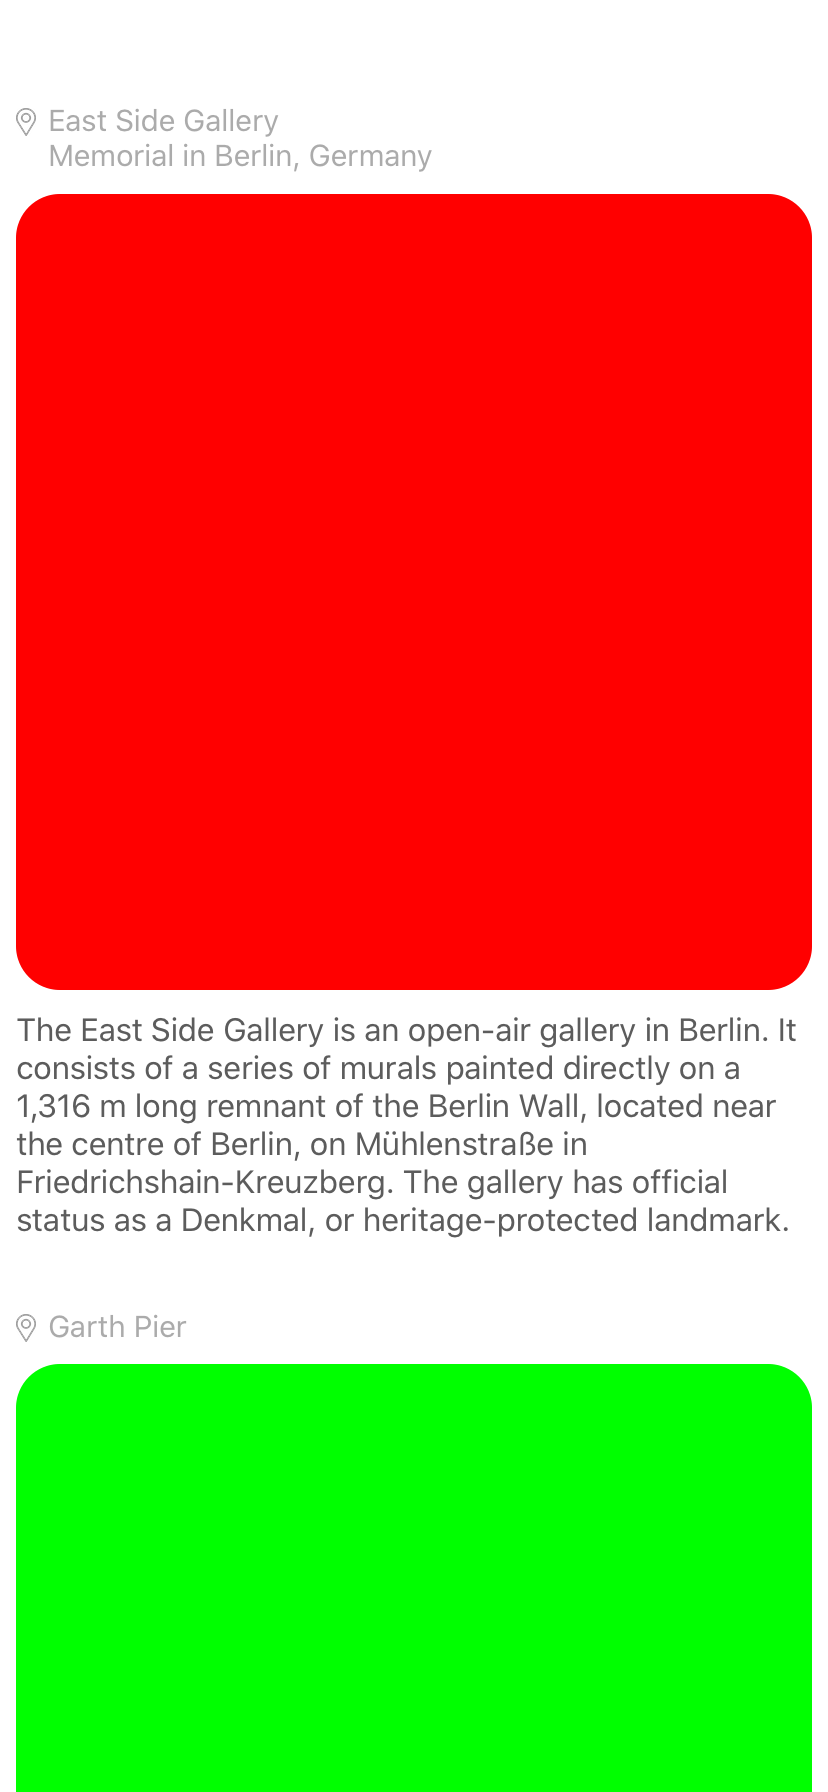 East Side Gallery
Memorial in Berlin, Germany
The East Side Gallery is an open-air gallery in Berlin. It
consists of a series of murals painted directly on a
1,316 m long remnant of the Berlin Wall, located near
the centre of Berlin, on Mühlenstraße in
Friedrichshain-Kreuzberg. The gallery has official
status as a Denkmal, or heritage-protected landmark.
Garth Pier